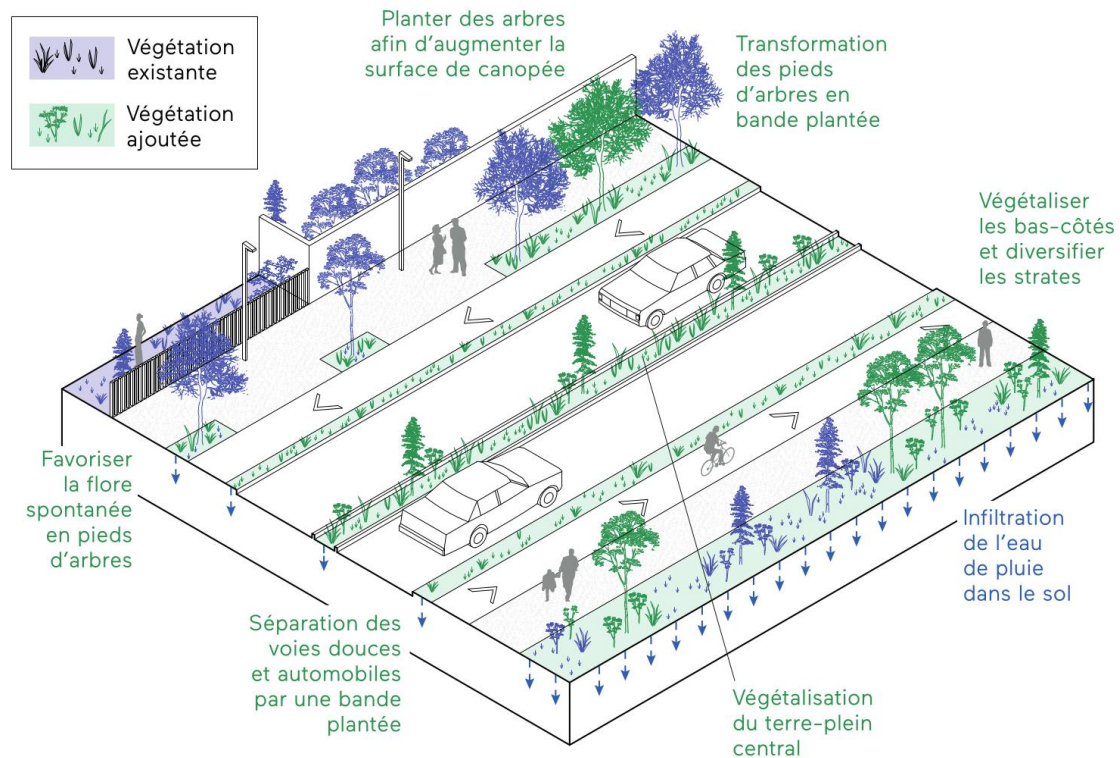 Végétation
existante
Végétation
ajoutée
Planter des arbres
afin d'augmenter la
surface de canopée
Transformation
des pieds
d'arbres en
bande plantée
Végétaliser
les bas-côtés
et diversifier
les strates
Favoriser
la flore
spontanée
en pieds
d'arbres
Infiltration
de l'eau
de pluie
dans le sol
Séparation des
voies douces
et automobiles
par une bande
plantée
Végétalisation
du terre-plein
central